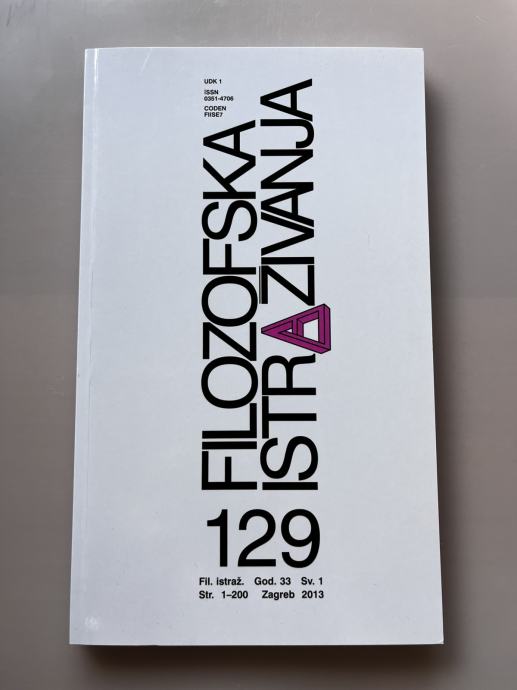 UDK 1
ISSN
0351-4706
CODEN
FIISE7
FILOZOFSKA
ISTRAŽIVANJA
129
Fil. istraž. God. 33 Sv. 1
Str. 1–200 Zagreb 2013